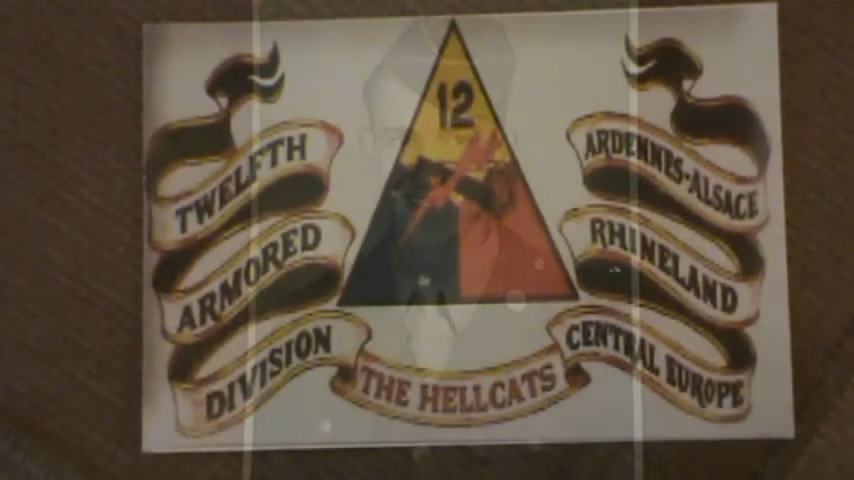 12
TWELFTH
ARMORED
DIVISION
THE HELLCATS
ARDENNES-ALSACE
RHINELAND
CENTRAL EUROPE